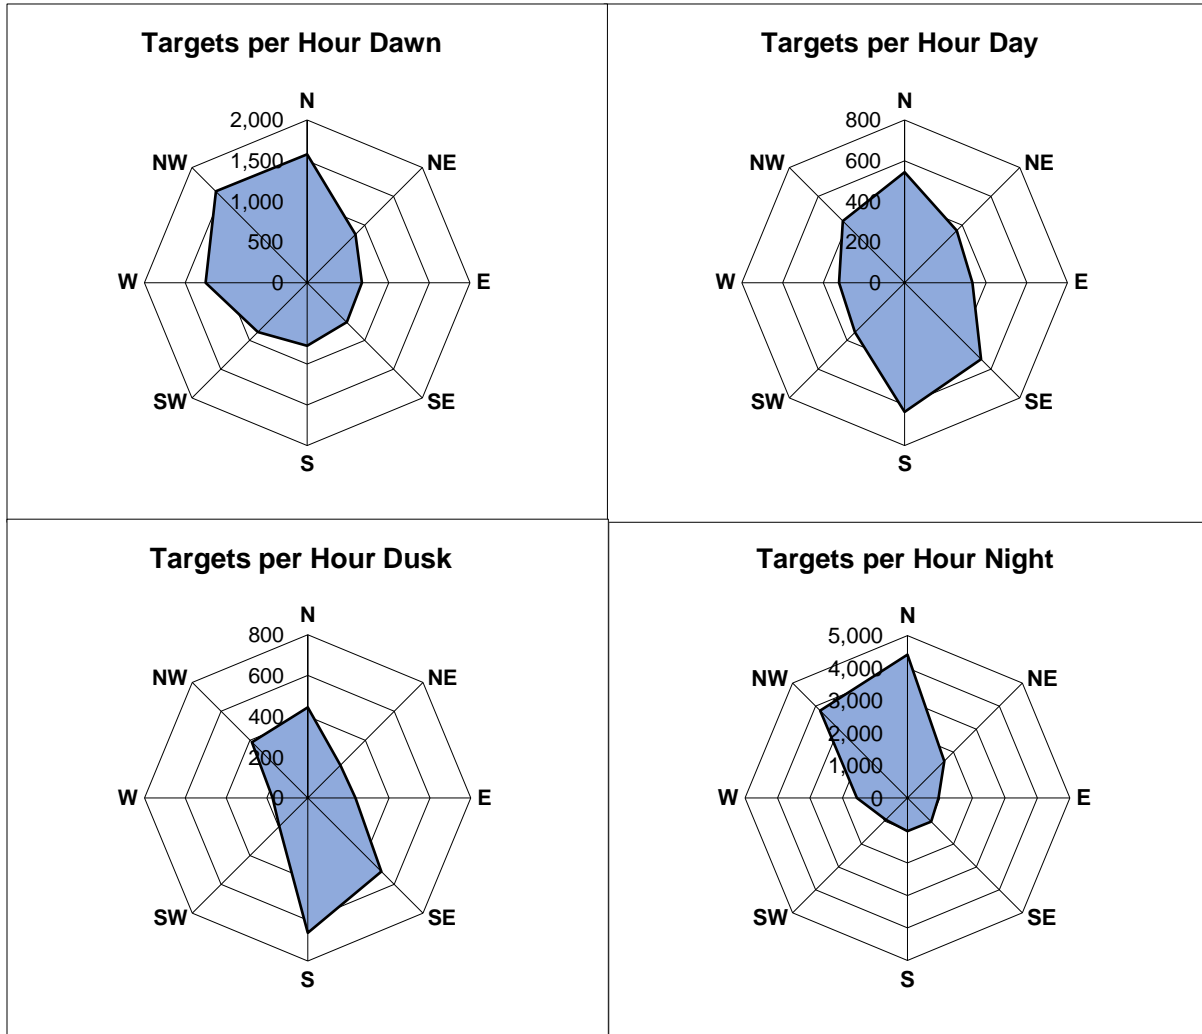 Targets per Hour Dawn
N
2,000
NW
NE
1,500
1,000
500
W
0
E
SW
SE
S
Targets per Hour Day
N
800
NW
NE
600
400
200
W
0
E
SW
SE
S
Targets per Hour Dusk
N
800
NW
NE
600
400
200
W
0
E
SW
SE
S
Targets per Hour Night
N
5,000
NW
NE
4,000
3,000
2,000
1,000
W
0
E
SW
SE
S